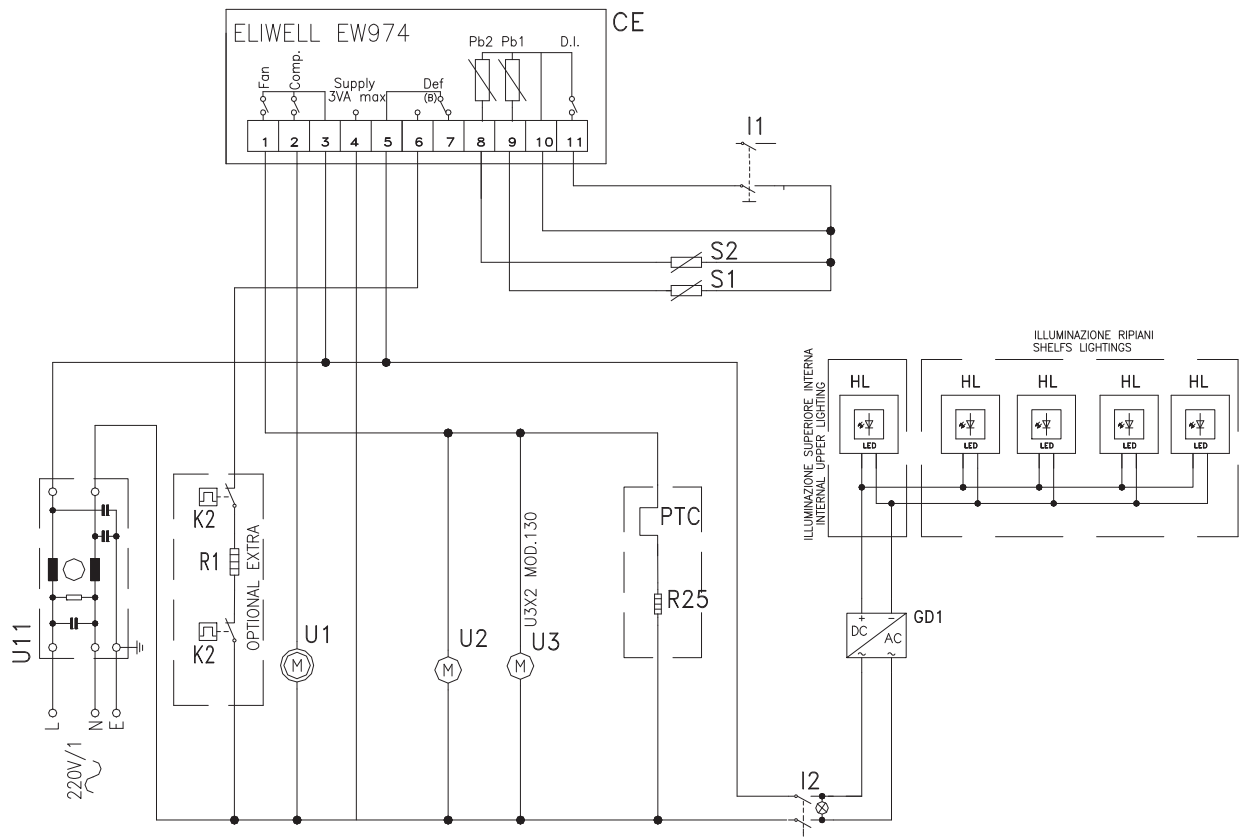 ELIWELL EW974
CE
Fan
Comp.
Supply
3VA max
Def
(B)
Pb2
Pb1
D.I.
1
2
3
4
5
6
7
8
9
10
11
I1
S2
S1
ILLUMINAZIONE RIPIANI
SHELFS LIGHTINGS
ILLUMINAZIONE SUPERIORE INTERNA
INTERNAL UPPER LIGHTING
HL
HL
HL
HL
HL
LED
LED
LED
LED
LED
K2
R1
K2
OPTIONAL EXTRA
U1
U2
U3X2 MOD.130
U3
M
M
M
PTC
R25
U11
L
N
E
220V/1
+
−
DC
AC
~
~
GD1
I2